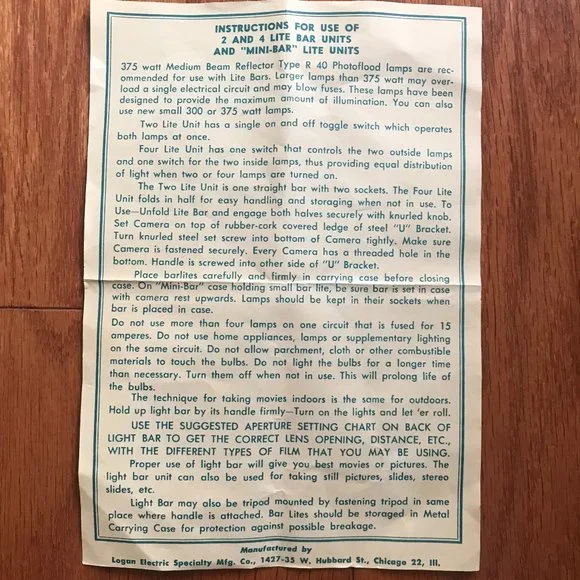 INSTRUCTIONS FOR USE OF
2 AND 4 LITE BAR UNITS
AND "MINI-BAR" LITE UNITS
375 watt Medium Beam Reflector Type R 40 Photoflood lamps are rec-
ommended for use with Lite Bars. Larger lamps than 375 watt may over-
load a single electrical circuit and may blow fuses. These lamps have been
designed to provide the maximum amount of illumination. You can also
use new small 300 or 375 watt lamps.
Two Lite Unit has a single on and off toggle switch which operates
both lamps at once.
Four Lite Unit has one switch that controls the two outside lamps
and one switch for the two inside lamps, thus providing equal distribution
of light when two or four lamps are turned on.
The Two Lite Unit is one straight bar with two sockets. The Four Lite
Unit folds in half for easy handling and storaging when not in use. To
Use—Unfold Lite Bar and engage both halves securely with knurled knob.
Set Camera on top of rubber-cork covered ledge of steel "U" Bracket.
Turn knurled steel set screw into bottom of Camera tightly. Make sure
Camera is fastened securely. Every Camera has a threaded hole in the
bottom. Handle is screwed into other side of "U" Bracket.
Place barlites carefully and firmly in carrying case before closing
case. On "Mini-Bar" case holding small bar lite, be sure bar is set in case
with camera rest upwards. Lamps should be kept in their sockets when
bar is placed in case.
Do not use more than four lamps on one circuit that is fused for 15
amperes. Do not use home appliances, lamps or supplementary lighting
on the same circuit. Do not allow parchment, cloth or other combustible
materials to touch the bulbs. Do not light the bulbs for a longer time
than necessary. Turn them off when not in use. This will prolong life of
the bulbs.
The technique for taking movies indoors is the same for outdoors.
Hold up light bar by its handle firmly—Turn on the lights and let 'er roll.
USE THE SUGGESTED APERTURE SETTING CHART ON BACK OF
LIGHT BAR TO GET THE CORRECT LENS OPENING, DISTANCE, ETC.,
WITH THE DIFFERENT TYPES OF FILM THAT YOU MAY BE USING.
Proper use of light bar will give you best movies or pictures. The
light bar unit can also be used for taking still pictures, slides, stereo
slides, etc.
Light Bar may also be tripod mounted by fastening tripod in same
place where handle is attached. Bar Lites should be storaged in Metal
Carrying Case for protection against possible breakage.
Manufactured by
Logan Electric Specialty Mfg. Co., 1427-35 W. Hubbard St., Chicago 22, Ill.